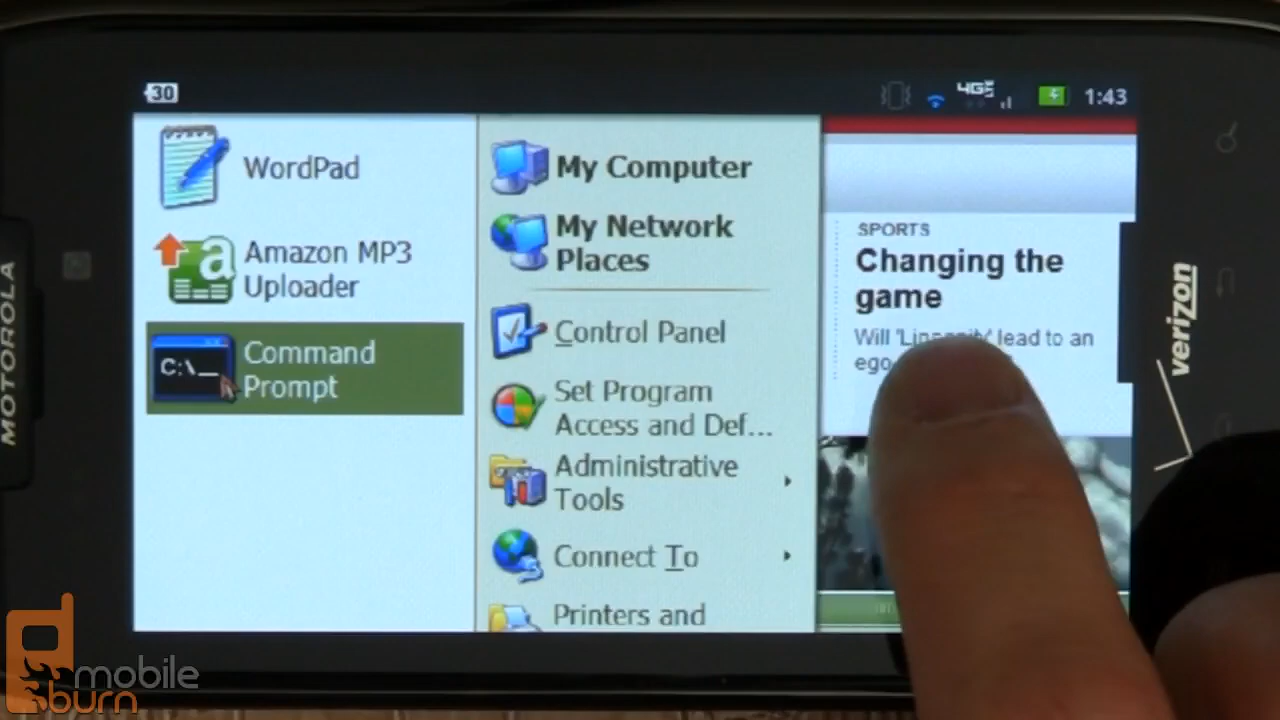 30
4G
1:43
WordPad
Amazon MP3
Uploader
C:\_
Command
Prompt
My Computer
My Network
Places
Control Panel
Set Program
Access and Def...
Administrative
Tools
Connect To
Printers and
SPORTS
Changing the
game
Will 'Linsanity' lead to an
ego
MOTOROLA
verizon
mobile
burn